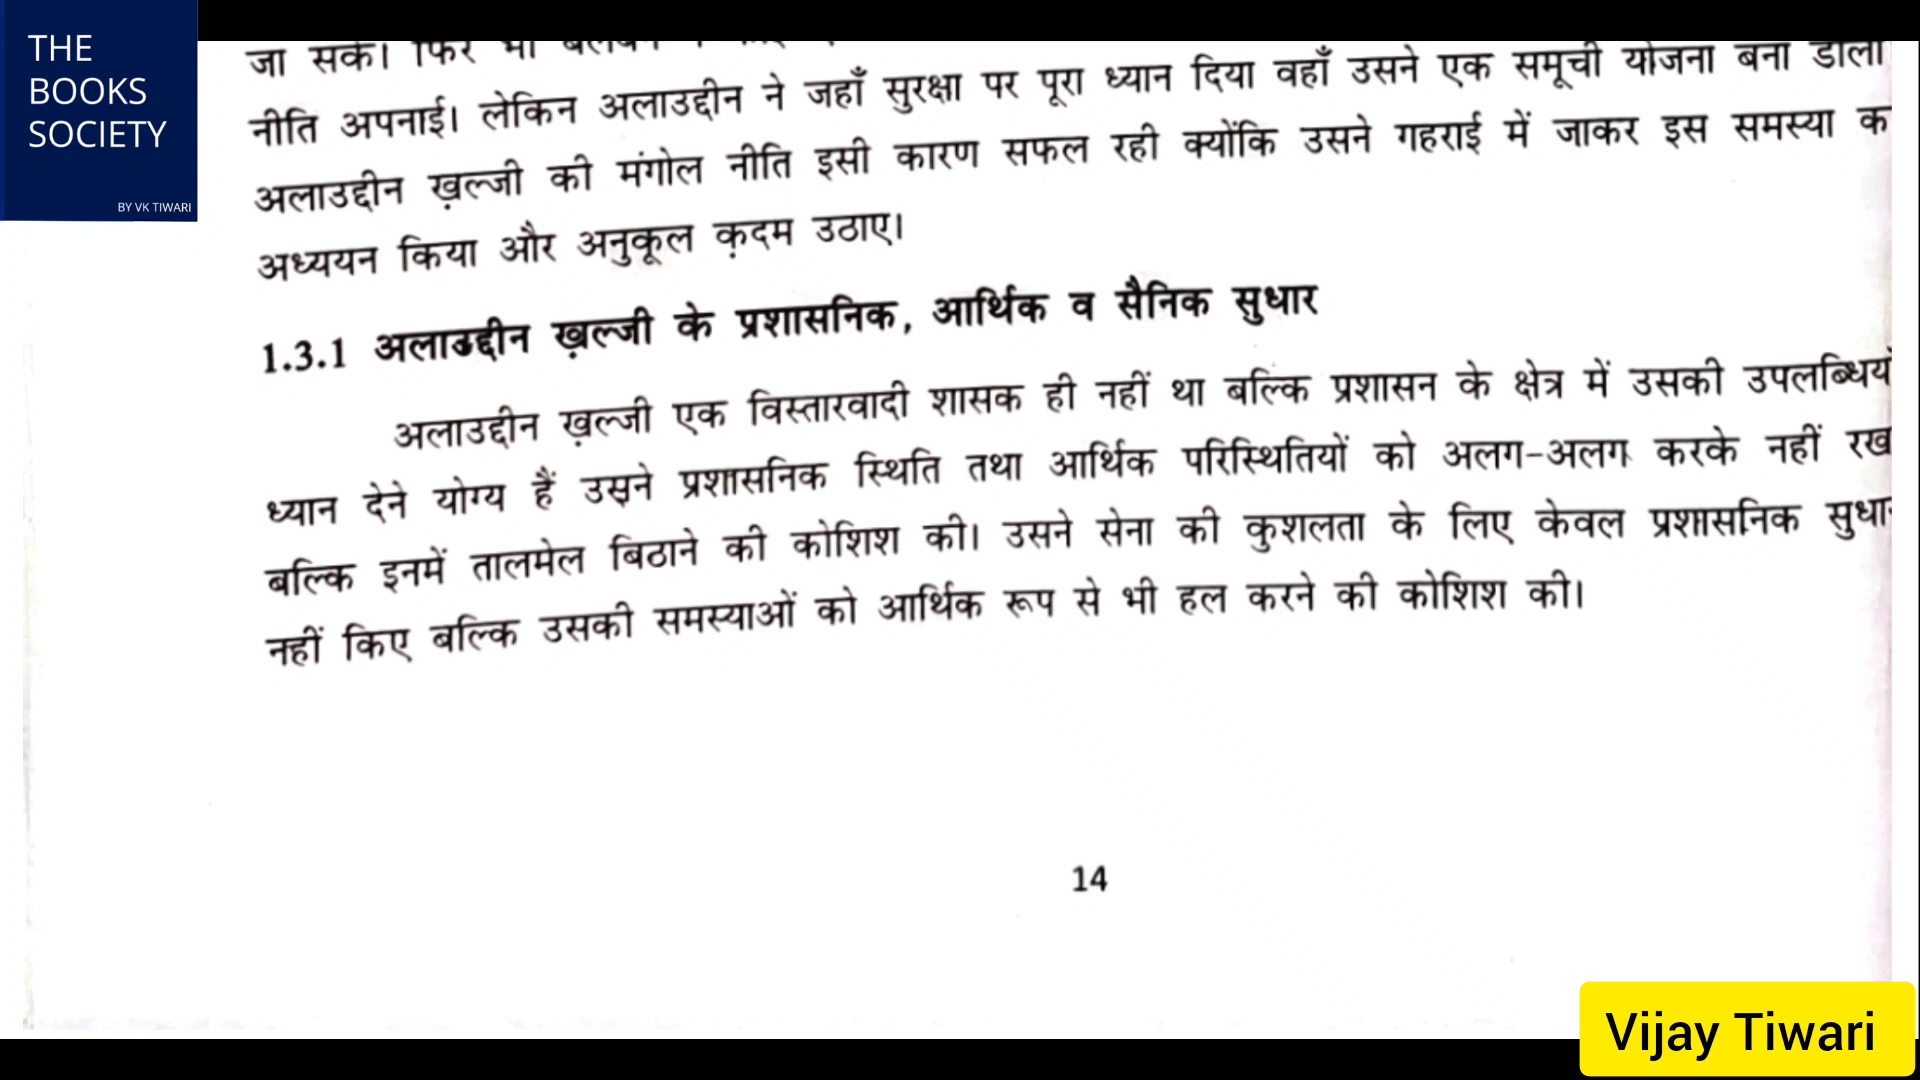 THE
BOOKS
SOCIETY
BY VK TIWARI
जा सके। फिर भी
नीति अपनाई। लेकिन अलाउद्दीन ने जहाँ सुरक्षा पर पूरा ध्यान दिया वहाँ उसने एक समूची योजना बना डाली
अलाउद्दीन ख़ल्जी की मंगोल नीति इसी कारण सफल रही क्योंकि उसने गहराई में जाकर इस समस्या
अध्ययन किया और अनुकूल क़दम उठाए।
1.3.1 अलाउद्दीन ख़ल्जी के प्रशासनिक, आर्थिक व सैनिक सुधार
अलाउद्दीन ख़ल्जी एक विस्तारवादी शासक ही नहीं था बल्कि प्रशासन के क्षेत्र में उसकी
ध्यान देने योग्य हैं उसने प्रशासनिक स्थिति तथा आर्थिक परिस्थितियों को अलग-अलग करके नहीं
बल्कि इनमें तालमेल बिठाने की कोशिश की। उसने सेना की कुशलता के लिए केवल प्रशासनिक
नहीं किए बल्कि उसकी समस्याओं को आर्थिक रूप से भी हल करने की कोशिश की।
14
Vijay Tiwari